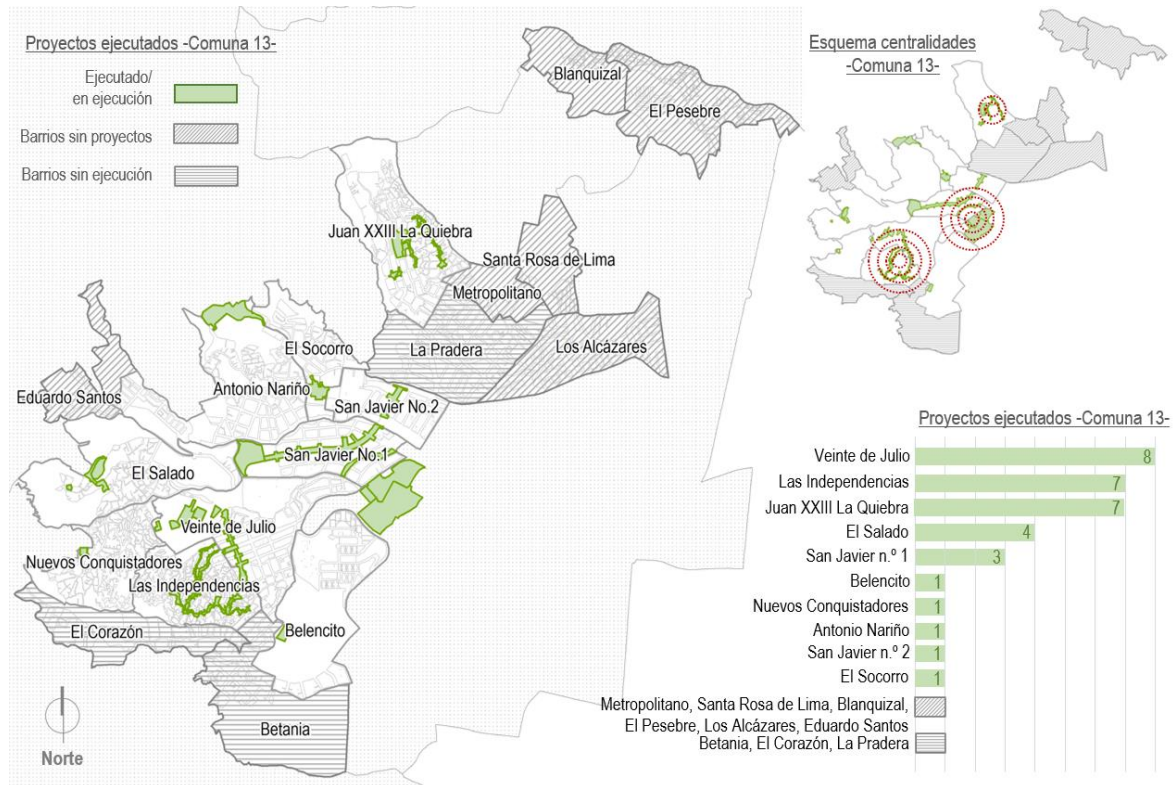 Proyectos ejecutados -Comuna 13-
Ejecutado/
en ejecución
Barrios sin proyectos
Barrios sin ejecución
Blanquizal
El Pesebre
Juan XXIII La Quiebra
Santa Rosa de Lima
Metropolitano
La Pradera
Los Alcázares
El Socorro
Antonio Nariño
San Javier No.2
Eduardo Santos
San Javier No.1
El Salado
Veinte de Julio
Nuevos Conquistadores
Las Independencias
El Corazón
Belencito
Betania
Norte
Esquema centralidades
-Comuna 13-
Proyectos ejecutados -Comuna 13-
Veinte de Julio 8
Las Independencias 7
Juan XXIII La Quiebra 7
El Salado 4
San Javier n.º 1 3
Belencito 1
Nuevos Conquistadores 1
Antonio Nariño 1
San Javier n.º 2 1
El Socorro 1
Metropolitano, Santa Rosa de Lima, Blanquizal,
El Pesebre, Los Alcázares, Eduardo Santos
Betania, El Corazón, La Pradera